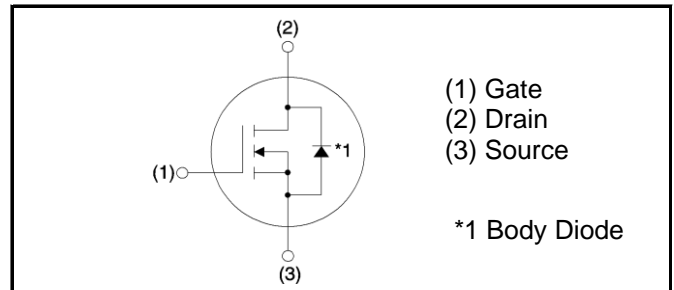 (2)
(1) Gate
(2) Drain
(3) Source
*1
(1)
*1 Body Diode
(3)